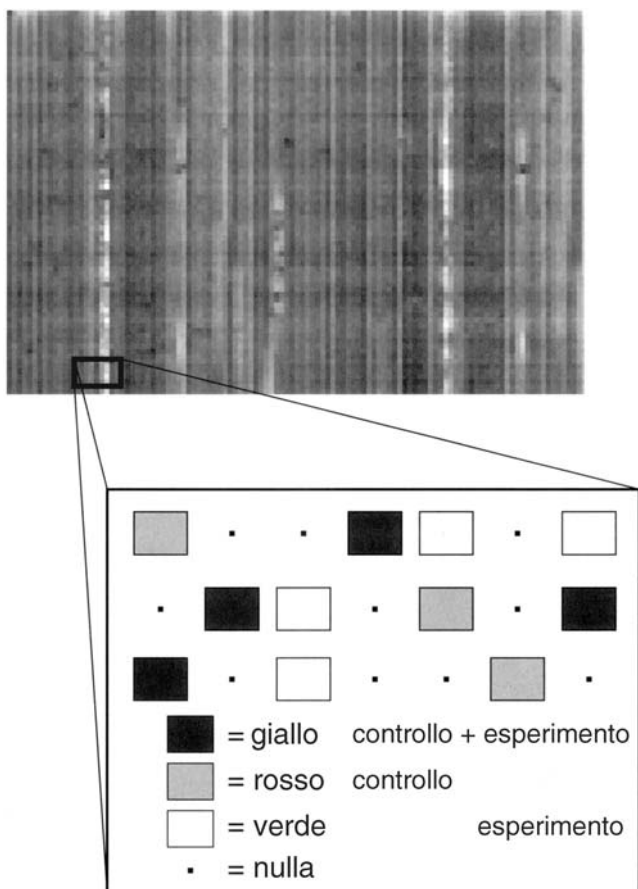 = giallo controllo + esperimento
= rosso controllo
= verde esperimento
= nulla